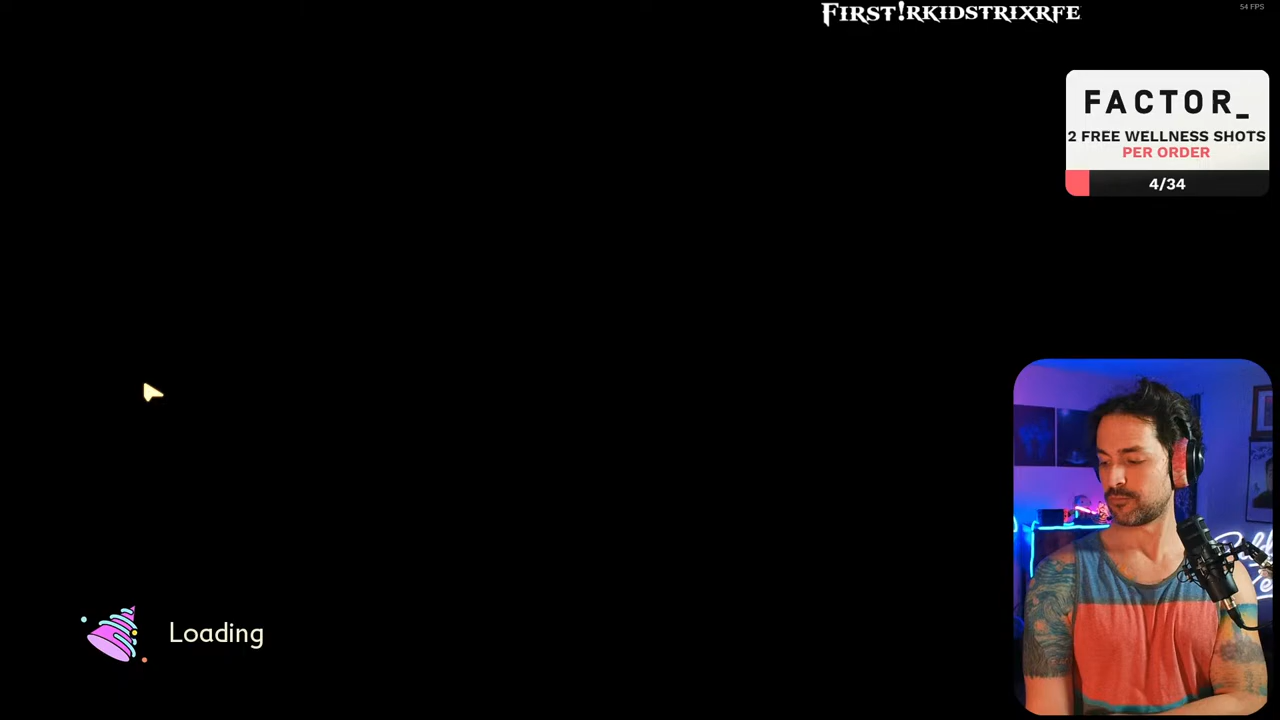 First!rkidstrixrfe
54 FPS
FACTOR_
2 FREE WELLNESS SHOTS
PER ORDER
4/34
Loading